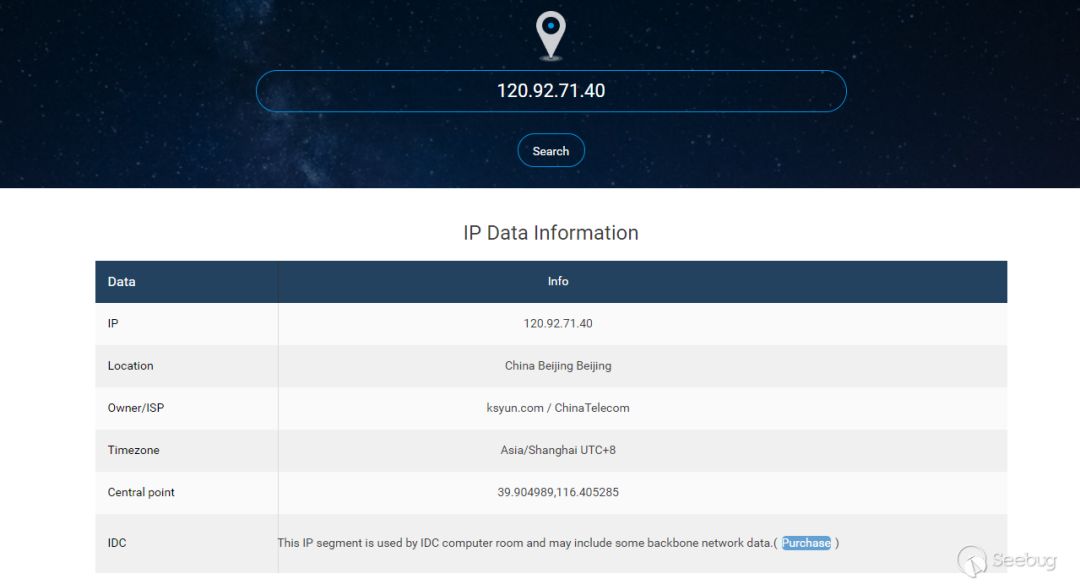 120.92.71.40
Search
IP Data Information
Data Info
IP 120.92.71.40
Location China Beijing Beijing
Owner/ISP ksyun.com / ChinaTelecom
Timezone Asia/Shanghai UTC+8
Central point 39.904989,116.405285
IDC This IP segment is used by IDC computer room and may include some backbone network data.( Purchase )
Seebug